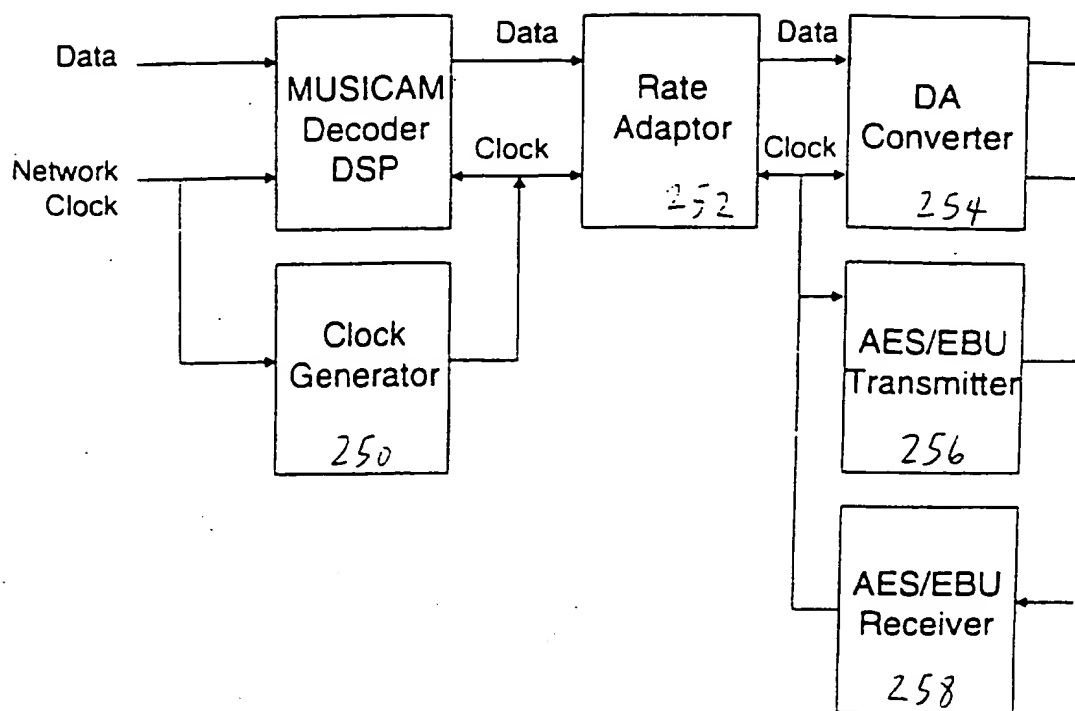 Data
Network
Clock
MUSICAM
Decoder
DSP
Data
Clock
Rate
Adaptor
252
Data
Clock
DA
Converter
254
Clock
Generator
250
AES/EBU
Transmitter
256
AES/EBU
Receiver
258